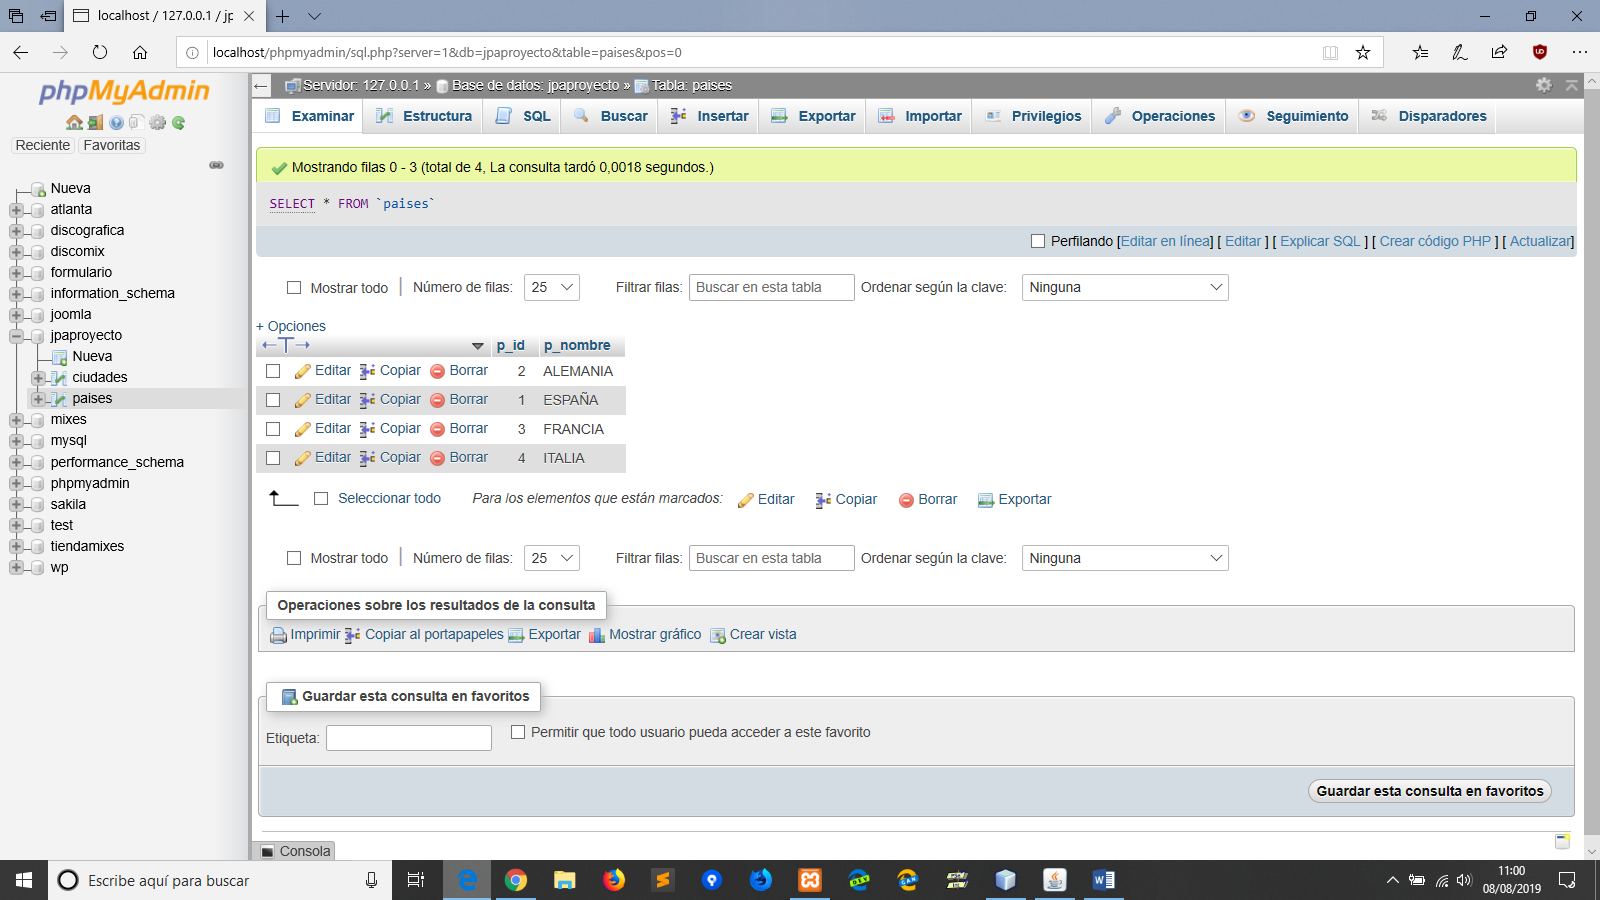 localhost / 127.0.0.1 / jp
localhost/phpmyadmin/sql.php?server=1&db=jpaproyecto&table=paises&pos=0
phpMyAdmin
Reciente Favoritas
Nueva
atlanta
discografica
discomix
formulario
information_schema
joomla
jpaproyecto
Nueva
ciudades
paises
mixes
mysql
performance_schema
phpmyadmin
sakila
test
tiendamixes
wp
Servidor: 127.0.0.1 » Base de datos: jpaproyecto » Tabla: paises
Examinar Estructura SQL Buscar Insertar Exportar Importar Privilegios Operaciones Seguimiento Disparadores
Mostrando filas 0 - 3 (total de 4, La consulta tardó 0,0018 segundos.)
SELECT * FROM `paises`
Perfilando [Editar en línea] [ Editar ] [ Explicar SQL ] [ Crear código PHP ] [ Actualizar]
Mostrar todo | Número de filas: 25 Filtrar filas: Buscar en esta tabla Ordenar según la clave: Ninguna
+ Opciones
←T→ p_id p_nombre
Editar Copiar Borrar 2 ALEMANIA
Editar Copiar Borrar 1 ESPAÑA
Editar Copiar Borrar 3 FRANCIA
Editar Copiar Borrar 4 ITALIA
Seleccionar todo Para los elementos que están marcados: Editar Copiar Borrar Exportar
Mostrar todo | Número de filas: 25 Filtrar filas: Buscar en esta tabla Ordenar según la clave: Ninguna
Operaciones sobre los resultados de la consulta
Imprimir Copiar al portapapeles Exportar Mostrar gráfico Crear vista
Guardar esta consulta en favoritos
Etiqueta: Permitir que todo usuario pueda acceder a este favorito
Guardar esta consulta en favoritos
Consola
Escribe aquí para buscar
11:00
08/08/2019